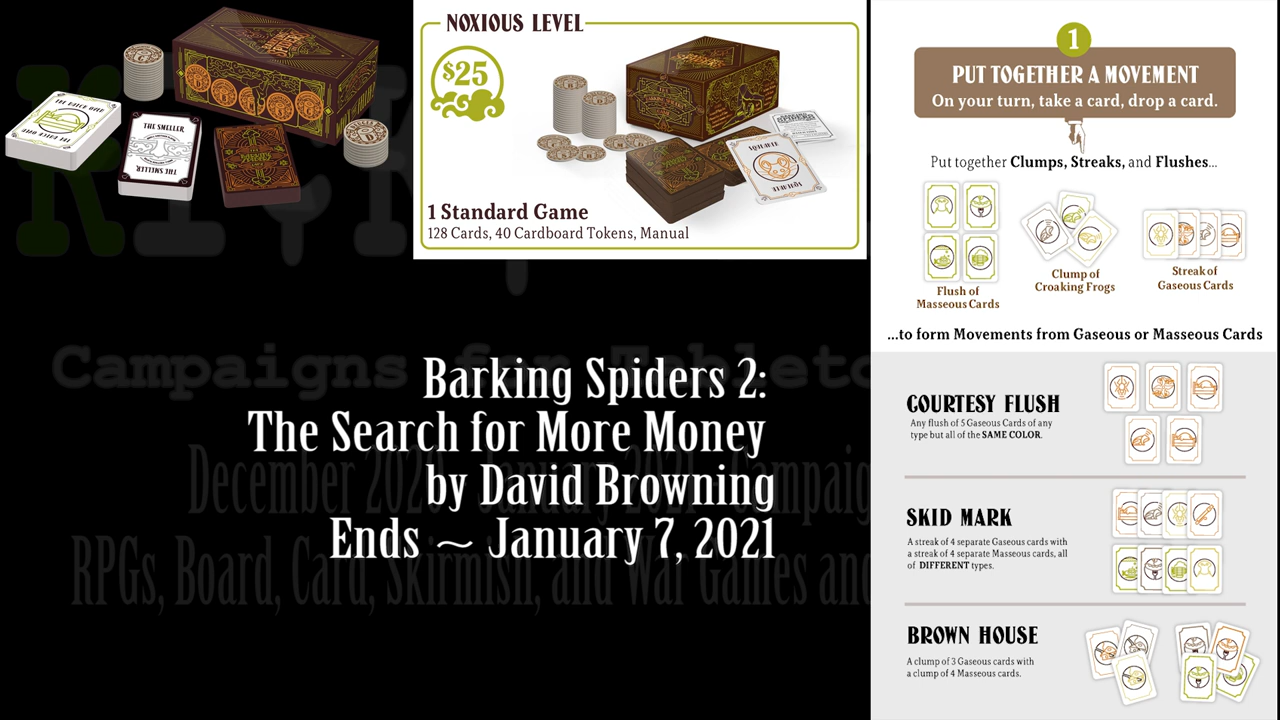 THE SMELLER
THE SMELLER
NOXIOUS LEVEL
$25
SQUEAKER
1 Standard Game
128 Cards, 40 Cardboard Tokens, Manual
Barking Spiders 2:
The Search for More Money
by David Browning
Ends ~ January 7, 2021
Campaigns for Tableto
December 202 January 2021 Campaig
RPGs, Board, Card, Skirmish, and War Games and
1
PUT TOGETHER A MOVEMENT
On your turn, take a card, drop a card.
Put together Clumps, Streaks, and Flushes...
Flush of
Masseous Cards
Clump of
Croaking Frogs
Streak of
Gaseous Cards
...to form Movements from Gaseous or Masseous Cards
COURTESY FLUSH
Any flush of 5 Gaseous Cards of any
type but all of the SAME COLOR.
SKID MARK
A streak of 4 separate Gaseous cards with
a streak of 4 separate Masseous cards, all
of DIFFERENT types.
BROWN HOUSE
A clump of 3 Gaseous cards with
a clump of 4 Masseous cards.